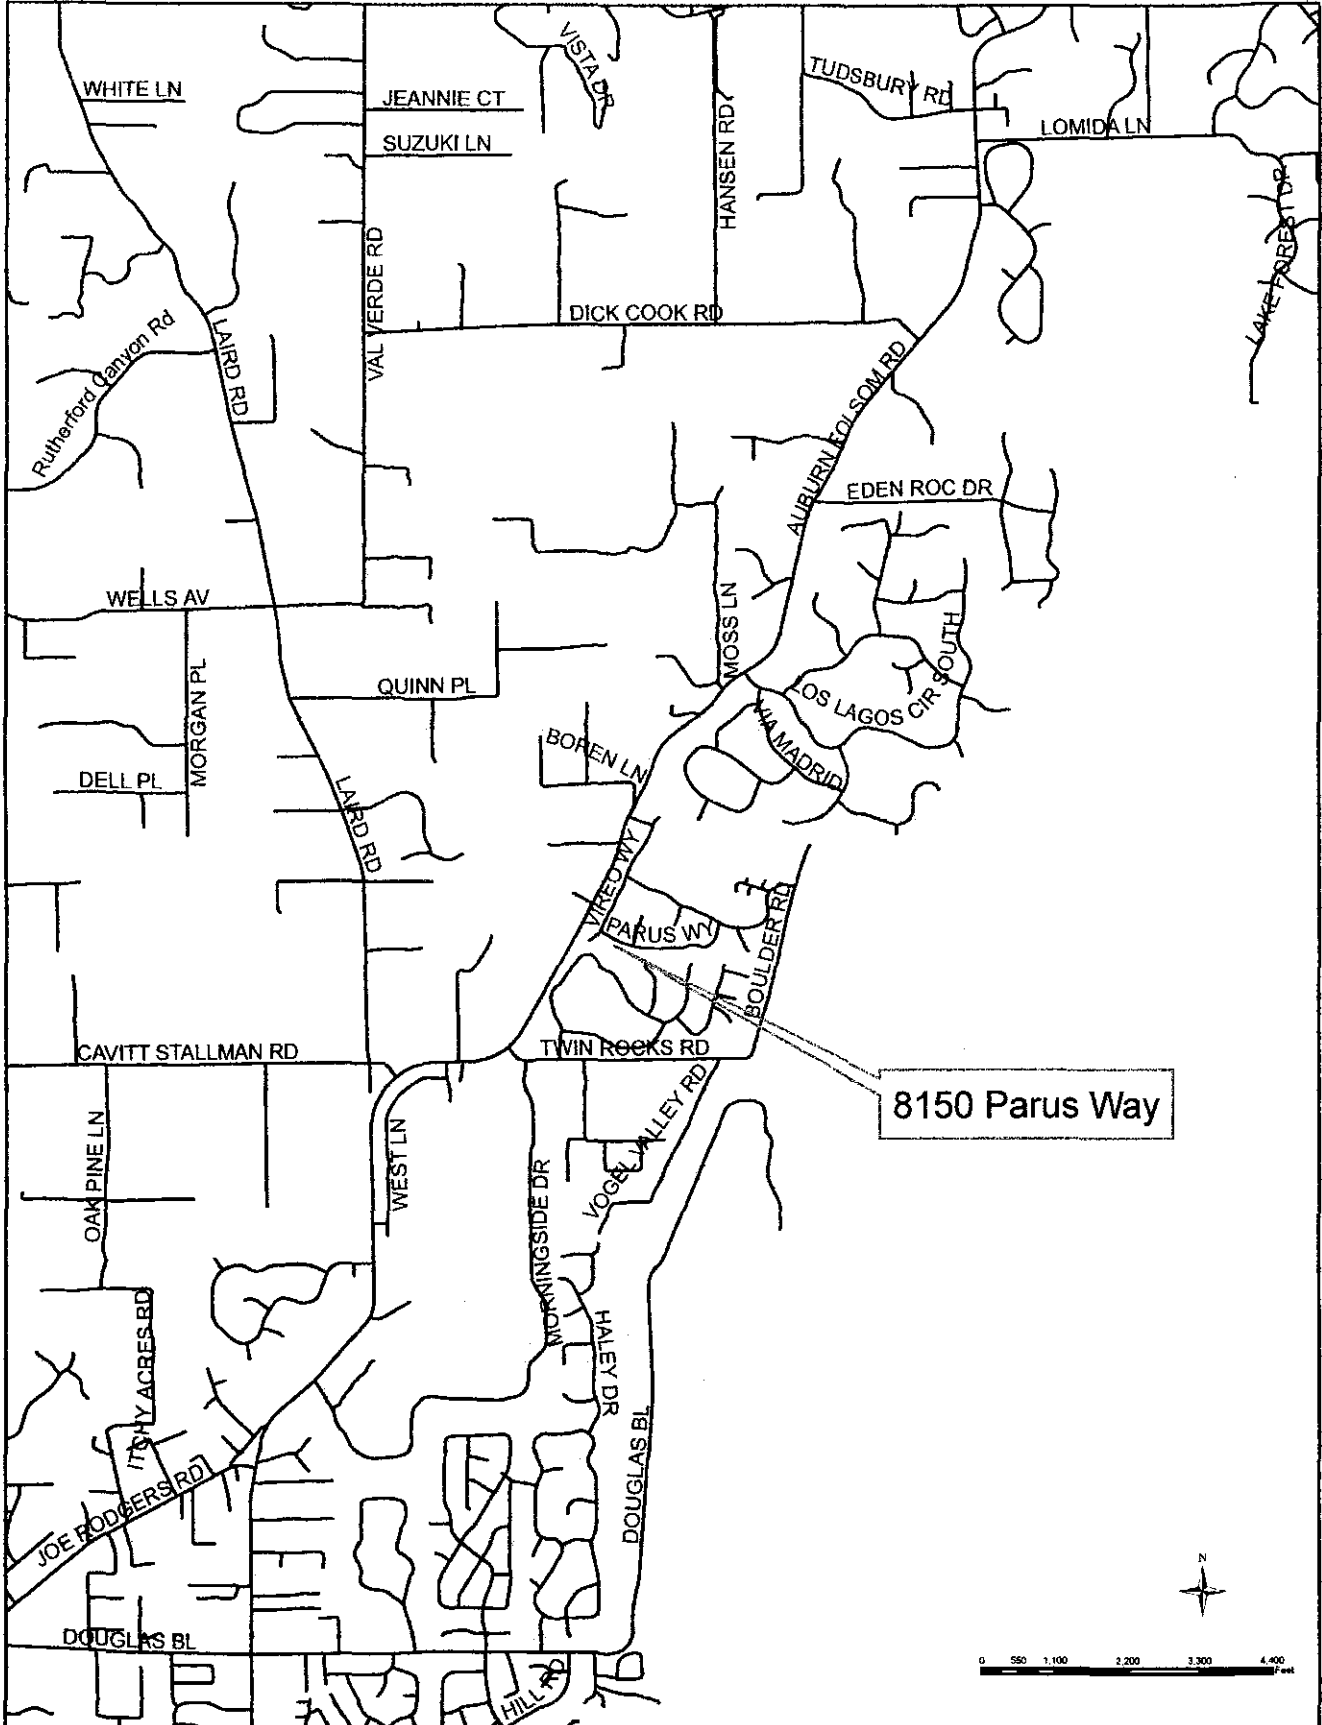 VISTA DR
WHITE LN
JEANNIE CT
TUDSBURY RD
SUZUKI LN
LOMIDA LN
HANSEN RD
LAKE FOREST DR
VAL VERDE RD
DICK COOK RD
Rutherford Canyon Rd
LAIRD RD
AUBURN FOLSOM RD
EDEN ROC DR
WELLS AV
MOSS LN
MORGAN PL
QUINN PL
LOS LAGOS CIR SOUTH
VIA MADRID
BOREN LN
DELL PL
LAIRD RD
VIREO WY
PARUS WY
BOULDER RD
CAVITT STALLMAN RD
TWIN ROCKS RD
8150 Parus Way
OAK PINE LN
WEST LN
VOGEL VALLEY RD
MORNINGSIDE DR
ITCHY ACRES RD
HALEY DR
DOUGLAS BL
JOE RODGERS RD
N
DOUGLAS BL
0 550 1,100 2,200 3,300 4,400
Feet
HILL RD